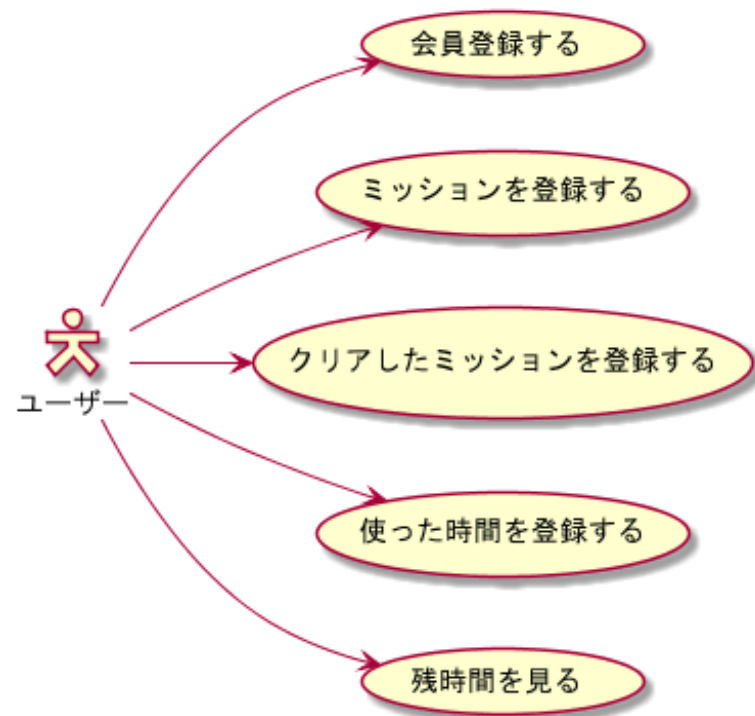 会員登録する
ミッションを登録する
クリアしたミッションを登録する
ユーザー
使った時間を登録する
残時間を見る